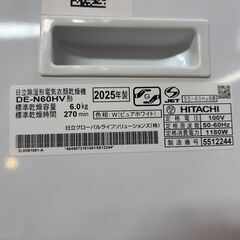 日立除湿形電気衣類乾燥機
DE-N60HV形
標準乾燥容量 6.0kg
標準乾燥時間 270min
2025年製
色柄：W（ピュアホワイト）
日立グローバルライフソリューションズ(株)
JET
HITACHI
定格電圧 100V
定格周波数 50-60Hz
定格消費電力 1180W
製造番号 5512244